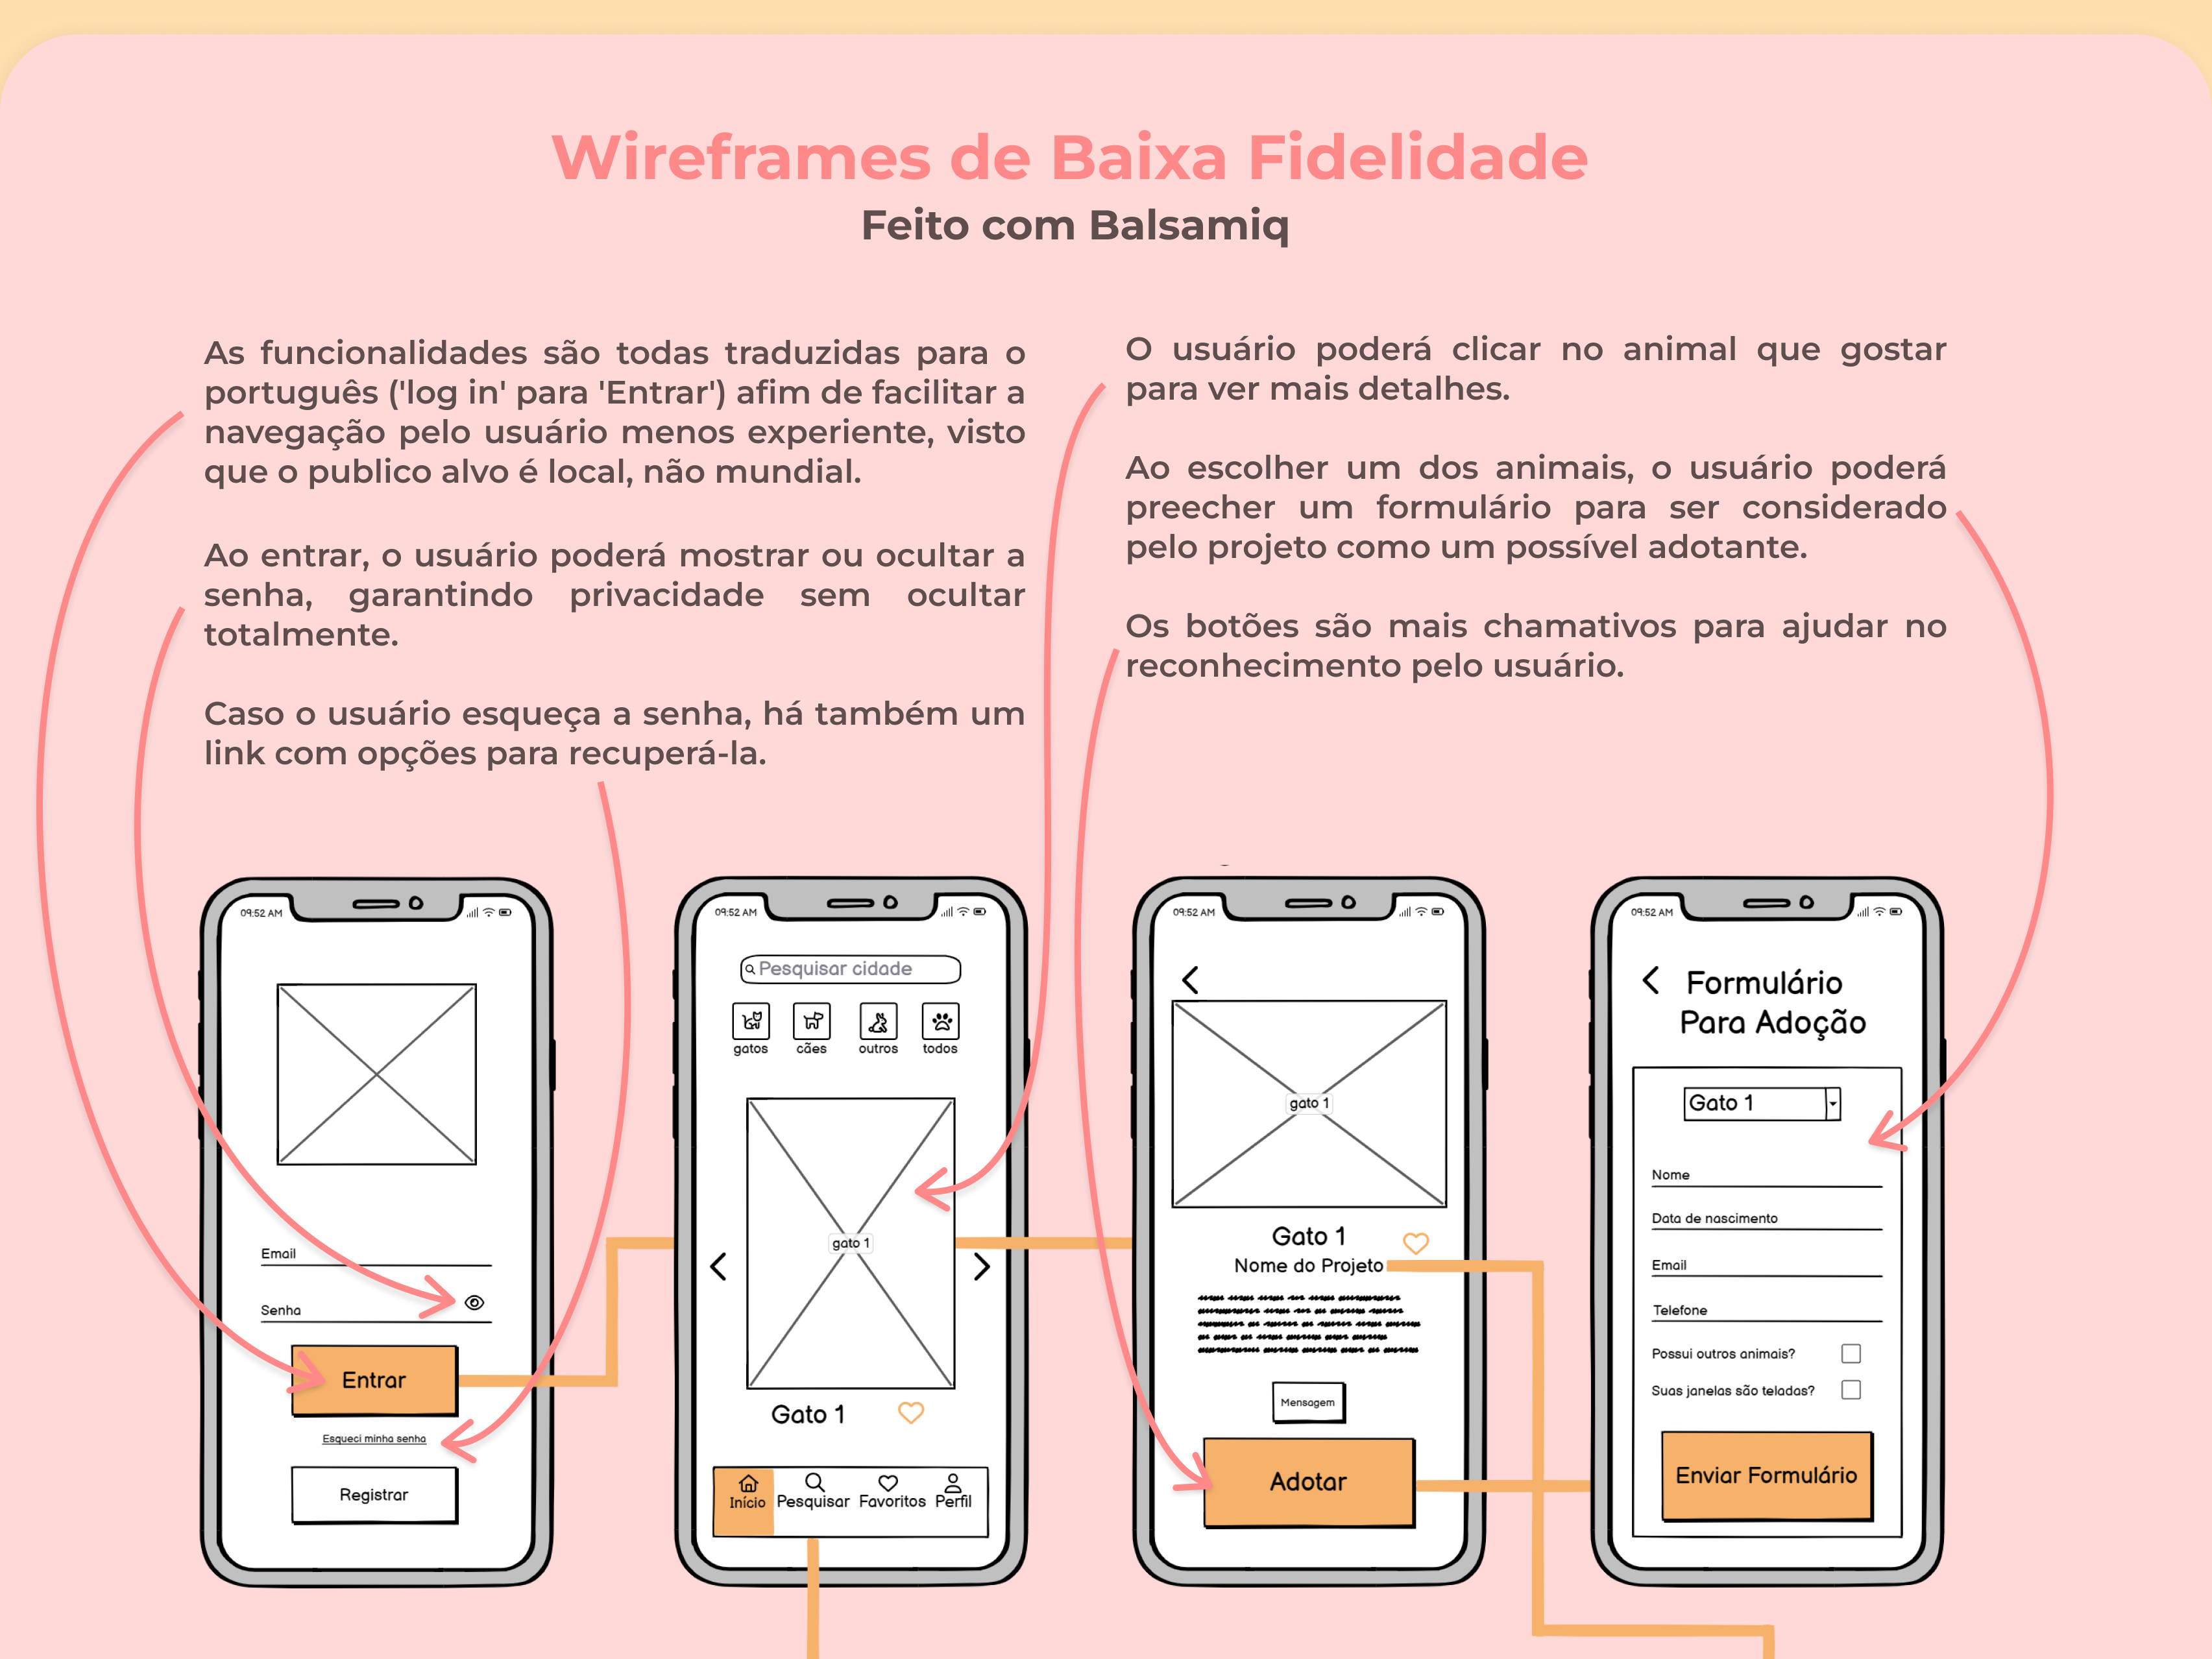 Wireframes de Baixa Fidelidade
Feito com Balsamiq
As funcionalidades são todas traduzidas para o
português ('log in' para 'Entrar') afim de facilitar a
navegação pelo usuário menos experiente, visto
que o publico alvo é local, não mundial.
Ao entrar, o usuário poderá mostrar ou ocultar a
senha, garantindo privacidade sem ocultar
totalmente.
Caso o usuário esqueça a senha, há também um
link com opções para recuperá-la.
O usuário poderá clicar no animal que gostar
para ver mais detalhes.
Ao escolher um dos animais, o usuário poderá
preecher um formulário para ser considerado
pelo projeto como um possível adotante.
Os botões são mais chamativos para ajudar no
reconhecimento pelo usuário.
09:52 AM
Email
Senha
Entrar
Esqueci minha senha
Registrar
09:52 AM
Pesquisar cidade
gatos cães outros todos
gato 1
Gato 1
Início Pesquisar Favoritos Perfil
09:52 AM
gato 1
Gato 1
Nome do Projeto
Mensagem
Adotar
09:52 AM
Formulário
Para Adoção
Gato 1
Nome
Data de nascimento
Email
Telefone
Possui outros animais?
Suas janelas são teladas?
Enviar Formulário